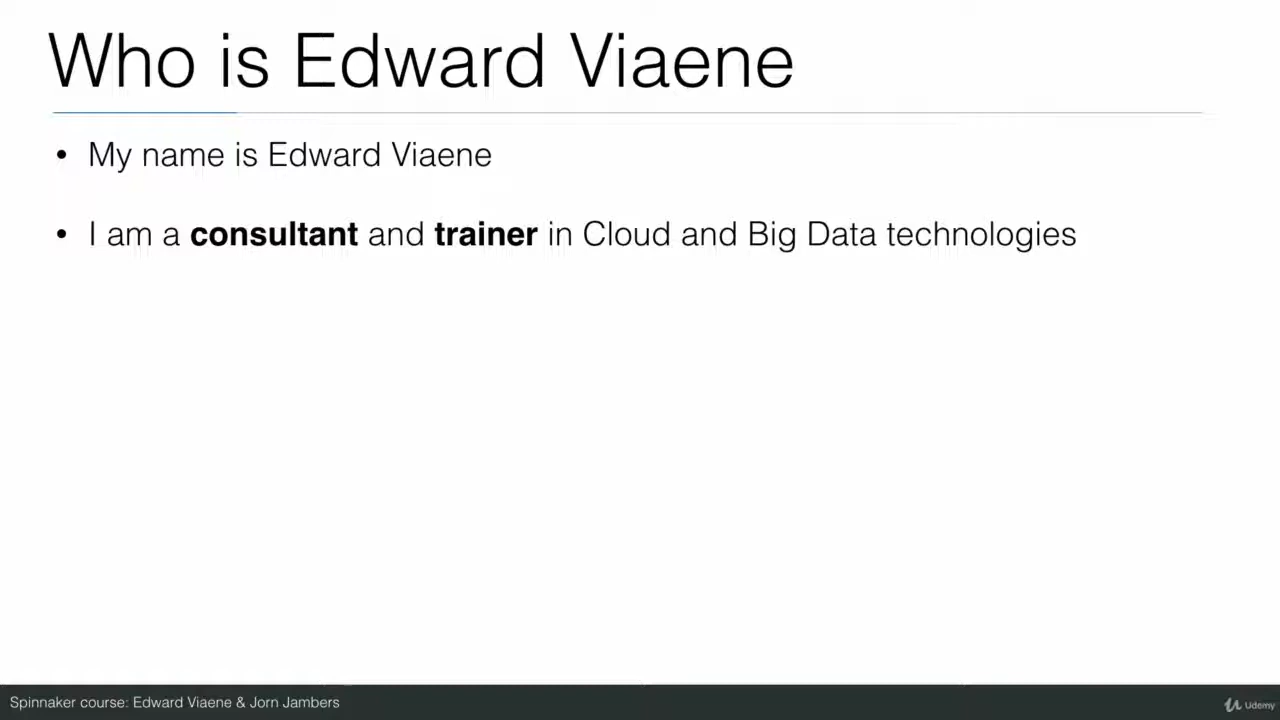 Who is Edward Viaene
• My name is Edward Viaene
• I am a consultant and trainer in Cloud and Big Data technologies
Spinnaker course: Edward Viaene & Jorn Jambers
Udemy